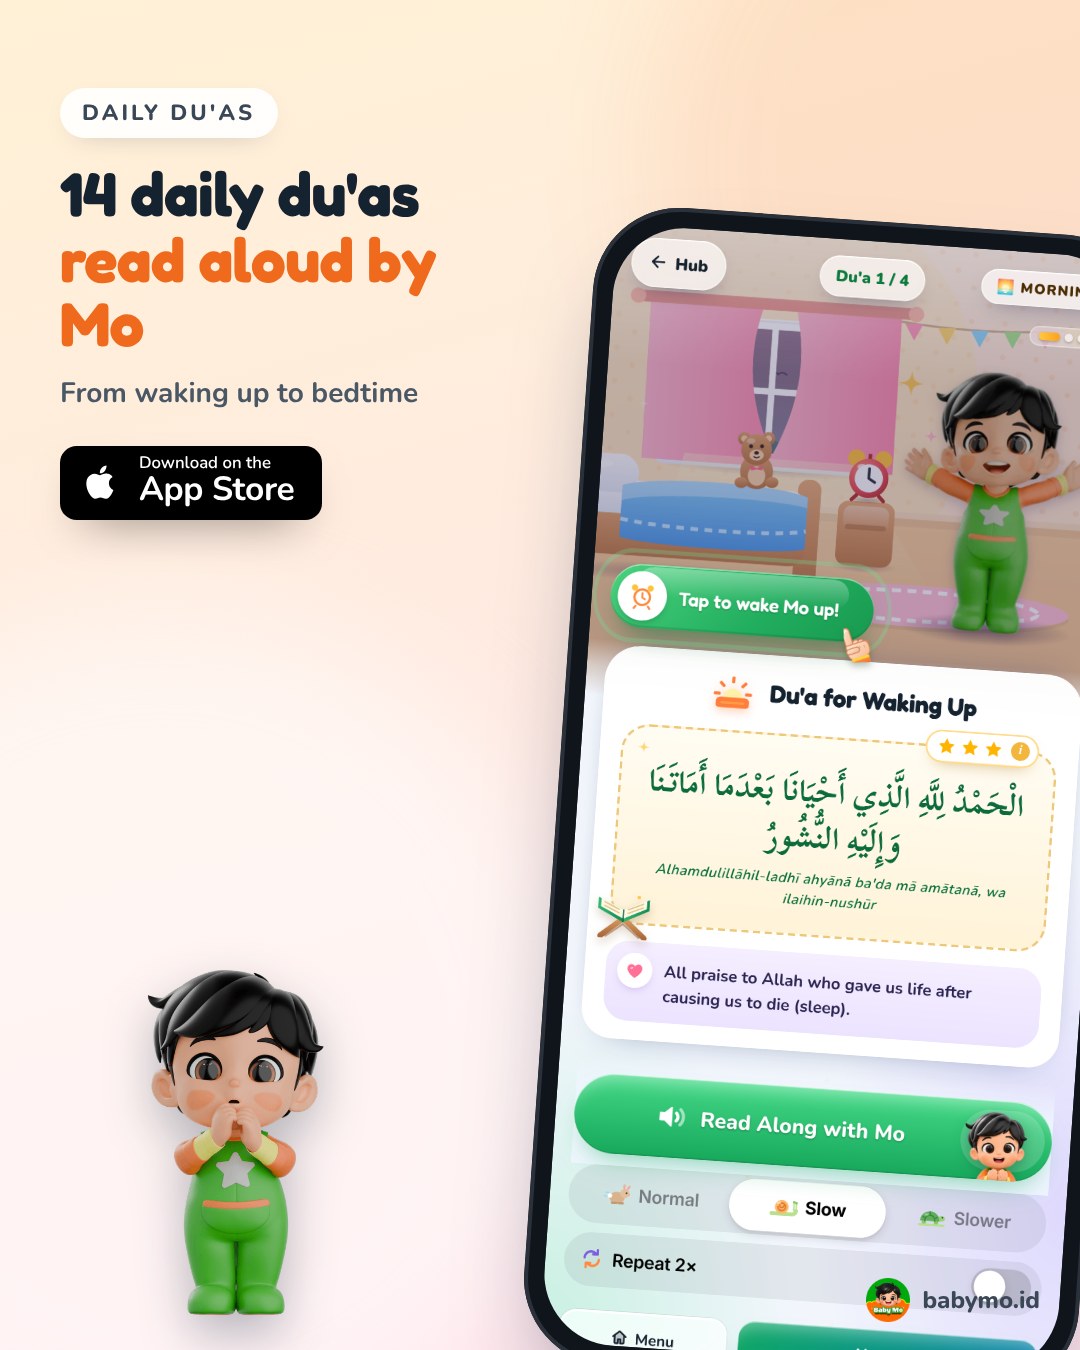 DAILY DU'AS
14 daily du'as
read aloud by
Mo
From waking up to bedtime
Download on the
App Store
Hub
Du'a 1 / 4
Tap to wake Mo up!
Du'a for Waking Up
الْحَمْدُ لِلَّهِ الَّذِي أَحْيَانَا بَعْدَمَا أَمَاتَنَا
وَإِلَيْهِ النُّشُورُ
Alhamdulillāhil-ladhī ahyānā ba'da mā amātanā, wa
ilaihin-nushūr
All praise to Allah who gave us life after
causing us to die (sleep).
Read Along with Mo
Normal
Slow
Slower
Repeat 2×
Baby Mo
babymo.id
Menu